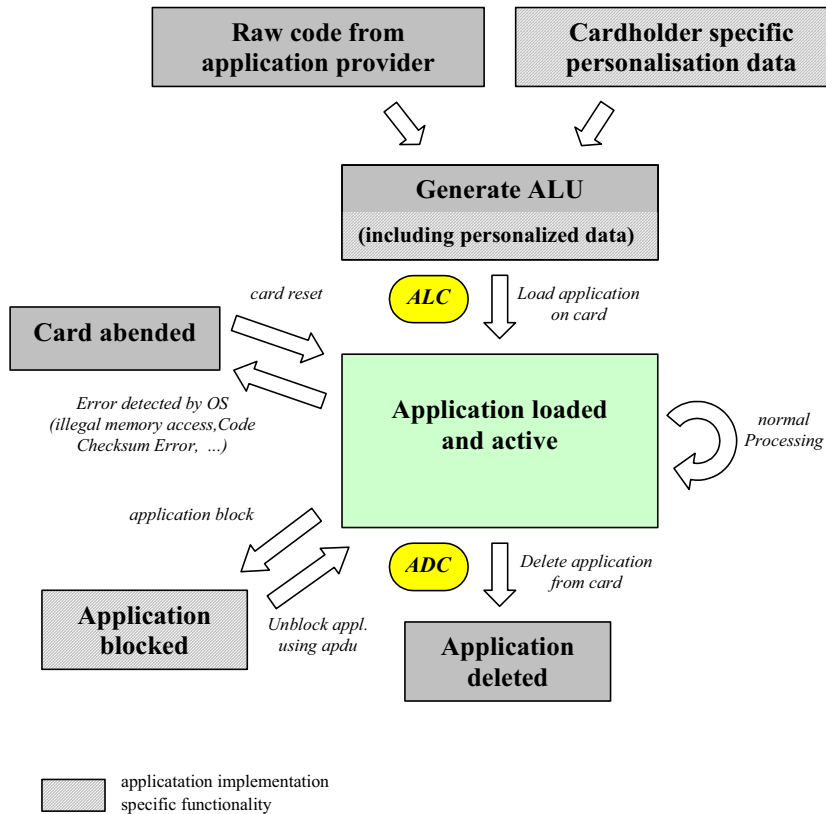 Raw code from
application provider
Cardholder specific
personalisation data
Generate ALU
(including personalized data)
ALC
Load application
on card
card reset
Card abended
Error detected by OS
(illegal memory access,Code
Checksum Error,  ...)
Application loaded
and active
normal
Processing
application block
ADC
Delete application
from card
Application
blocked
Unblock appl.
using apdu
Application
deleted
applicatation implementation
specific functionality